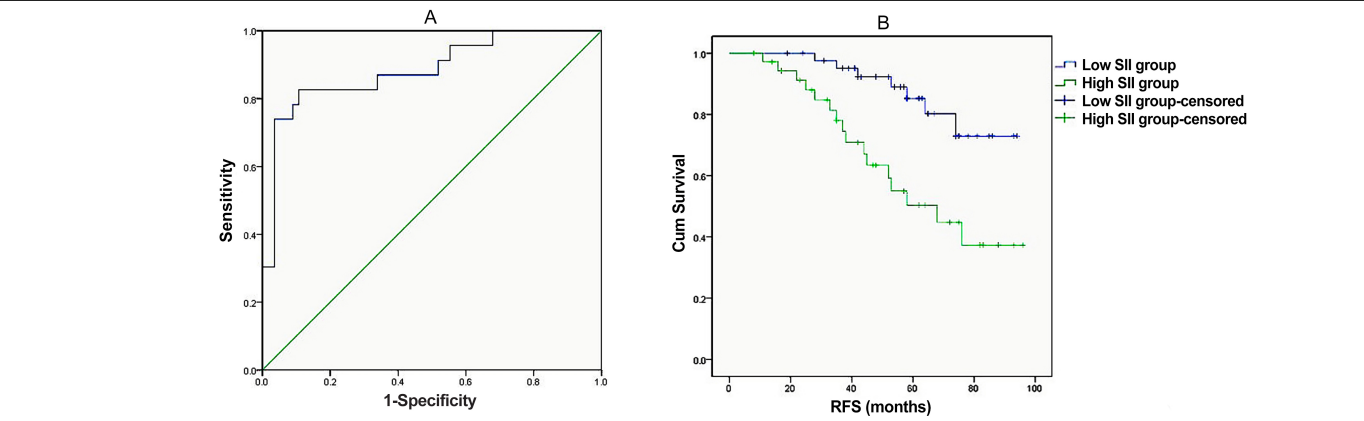 A
B
1.0
0.8
0.6
0.4
0.2
0.0
Sensitivity
0.0 0.2 0.4 0.6 0.8 1.0
1-Specificity
1.0
0.8
0.6
0.4
0.2
0.0
Cum Survival
0 20 40 60 80 100
RFS (months)
Low SII group
High SII group
Low SII group-censored
High SII group-censored